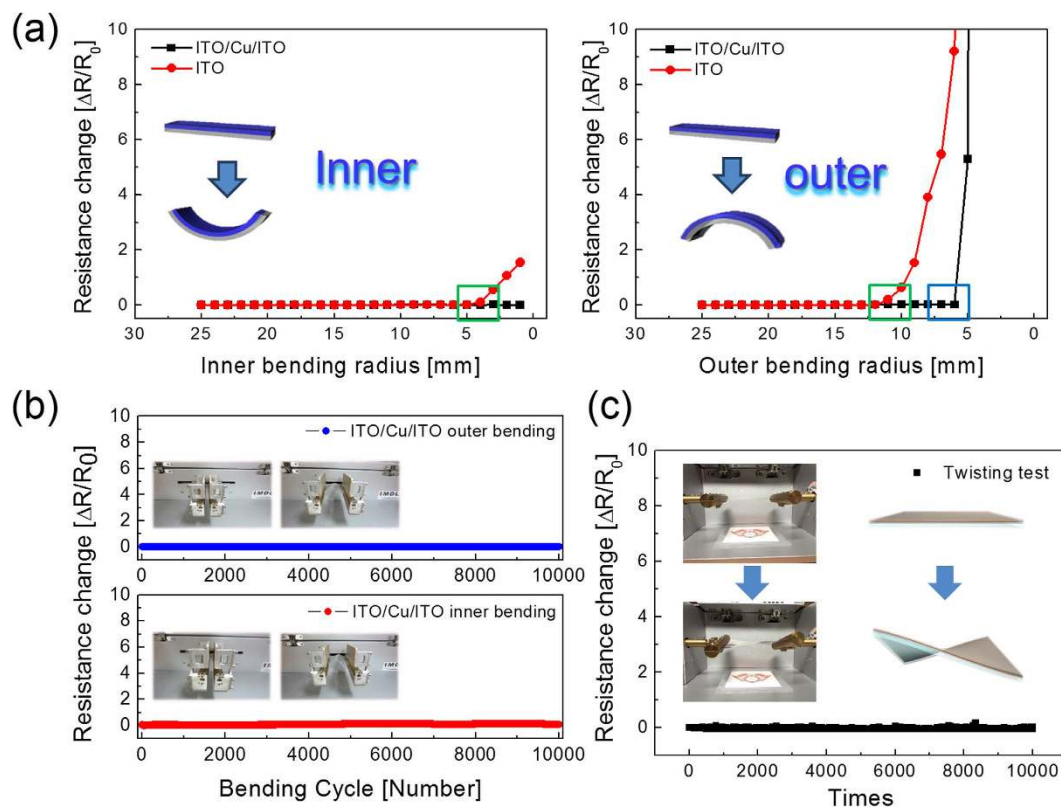 (a)
10
8
6
4
2
0
Resistance change [ΔR/R₀]
ITO/Cu/ITO
ITO
Inner
30 25 20 15 10 5 0
Inner bending radius [mm]
10
8
6
4
2
0
Resistance change [ΔR/R₀]
ITO/Cu/ITO
ITO
outer
30 25 20 15 10 5 0
Outer bending radius [mm]
(b)
Resistance change [ΔR/R0]
10
8
6
4
2
0
ITO/Cu/ITO outer bending
0 2000 4000 6000 8000 10000
10
8
6
4
2
0
ITO/Cu/ITO inner bending
0 2000 4000 6000 8000 10000
Bending Cycle [Number]
(c)
Resistance change [ΔR/R₀]
10
8
6
4
2
0
Twisting test
0 2000 4000 6000 8000 10000
Times